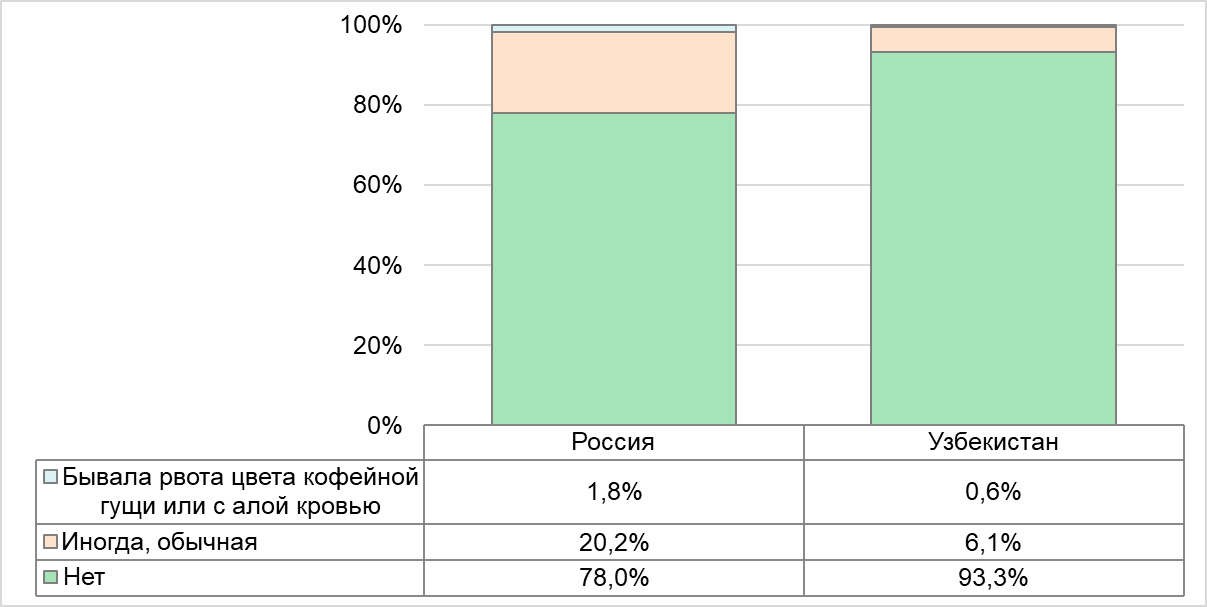 100%
80%
60%
40%
20%
0%
Россия Узбекистан
Бывала рвота цвета кофейной
гущи или с алой кровью
1,8% 0,6%
Иногда, обычная 20,2% 6,1%
Нет 78,0% 93,3%